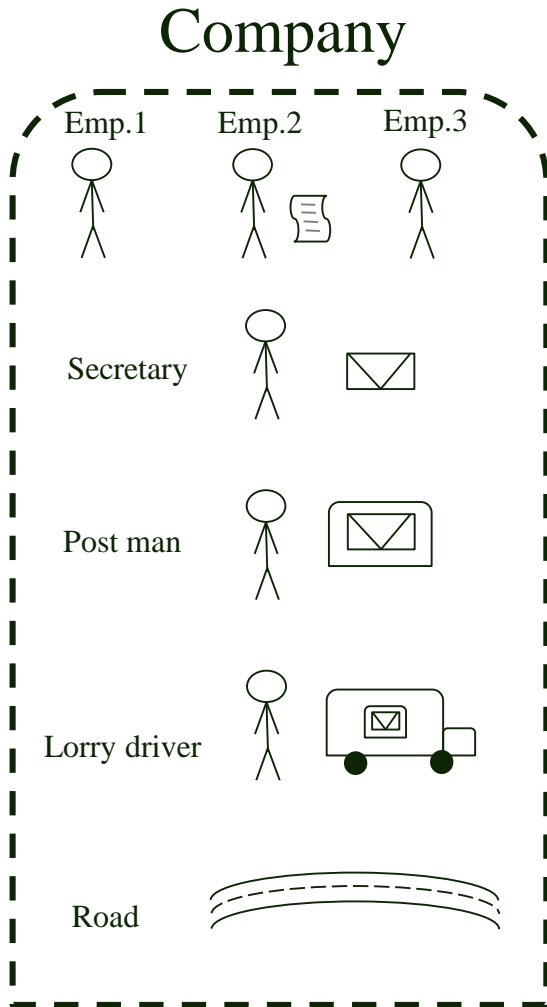 Company
Emp.1 Emp.2 Emp.3
Secretary
Post man
Lorry driver
Road